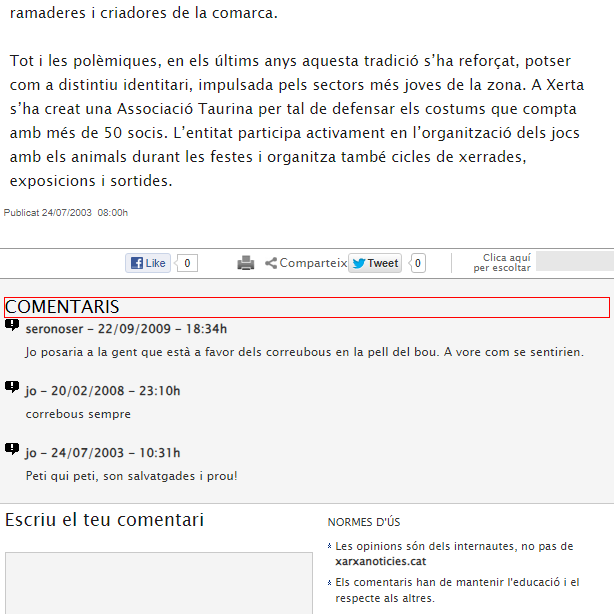 ramaderes i criadores de la comarca.
Tot i les polèmiques, en els últims anys aquesta tradició s’ha reforçat, potser
com a distintiu identitari, impulsada pels sectors més joves de la zona. A Xerta
s’ha creat una Associació Taurina per tal de defensar els costums que compta
amb més de 50 socis. L’entitat participa activament en l’organització dels jocs
amb els animals durant les festes i organitza també cicles de xerrades,
exposicions i sortides.
Publicat 24/07/2003 08:00h
Like 0 Comparteix Tweet 0 Clica aquí
per escoltar
COMENTARIS
seronoser - 22/09/2009 - 18:34h
Jo posaria a la gent que està a favor dels correubous en la pell del bou. A vore com se sentirien.
jo - 20/02/2008 - 23:10h
correbous sempre
jo - 24/07/2003 - 10:31h
Peti qui peti, son salvatgades i prou!
Escriu el teu comentari
NORMES D'ÚS
Les opinions són dels internautes, no pas de
xarxanoticies.cat
Els comentaris han de mantenir l'educació i el
respecte als altres.